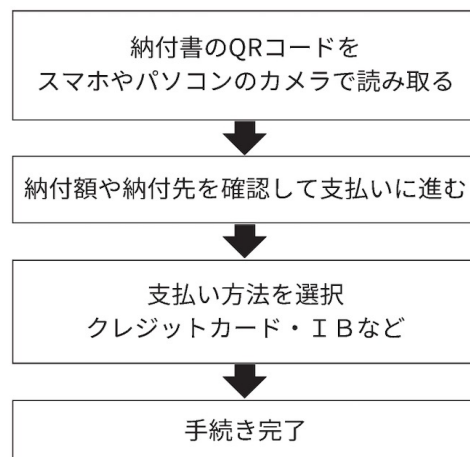 納付書のQRコードを
スマホやパソコンのカメラで読み取る
納付額や納付先を確認して支払いに進む
支払い方法を選択
クレジットカード・ＩＢなど
手続き完了